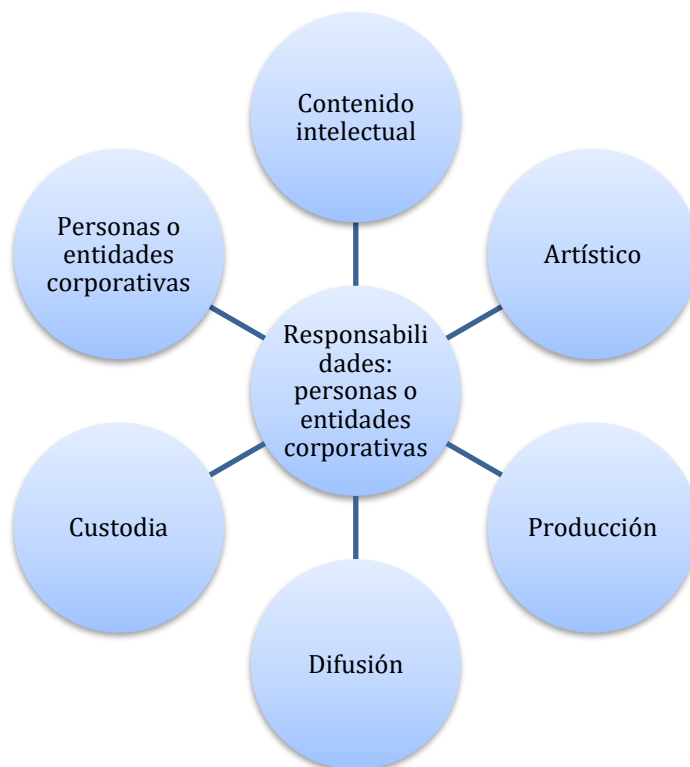 Contenido
intelectual
Personas o
entidades
corporativas
Artístico
Responsabili
dades:
personas o
entidades
corporativas
Custodia
Producción
Difusión